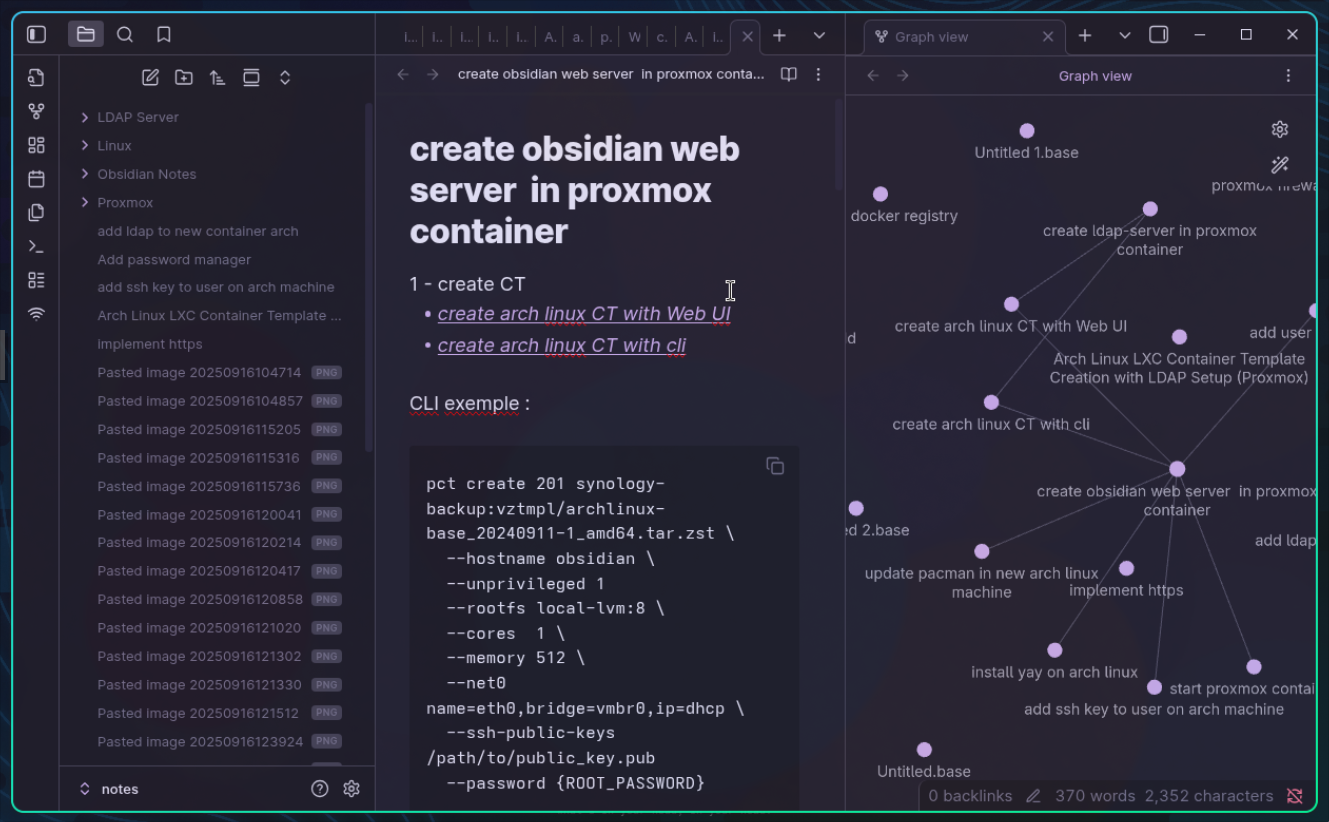 I...
I..
I...
I..
I...
A.
a.
p.
W
c.
A.
I..
Graph view
create obsidian web server  in proxmox conta...
Graph view
LDAP Server
Linux
Obsidian Notes
Proxmox
add ldap to new container arch
Add password manager
add ssh key to user on arch machine
Arch Linux LXC Container Template ...
Implement https
Pasted image 20250916104714 PNG
Pasted image 20250916104857 PNG
Pasted image 20250916115205 PNG
Pasted image 20250916115316 PNG
Pasted image 20250916115736 PNG
Pasted image 20250916120041 PNG
Pasted image 20250916120214 PNG
Pasted image 20250916120417 PNG
Pasted image 20250916120858 PNG
Pasted image 20250916121020 PNG
Pasted image 20250916121302 PNG
Pasted image 20250916121330 PNG
Pasted image 20250916121512 PNG
Pasted image 20250916123924 PNG
notes
create obsidian web
server  in proxmox
container
1 - create CT
• create arch linux CT with Web UI
• create arch linux CT with cli
CLI exemple :
pct create 201 synology-
backup:vztmpl/archlinux-
base_20240911-1_amd64.tar.zst \
  --hostname obsidian \
  --unprivileged 1
  --rootfs local-lvm:8 \
  --cores  1 \
  --memory 512 \
  --net0
name=eth0,bridge=vmbr0,ip=dhcp \
  --ssh-public-keys
/path/to/public_key.pub
  --password {ROOT_PASSWORD}
Untitled 1.base
proxmox
docker registry
create ldap-server in proxmox
container
create arch linux CT with Web UI
add user
d
Arch Linux LXC Container Template
Creation with LDAP Setup (Proxmox)
create arch linux CT with cli
create obsidian web server  in proxmox
container
ed 2.base
add ldap
update pacman in new arch linux
machine
implement https
install yay on arch linux
start proxmox contai
add ssh key to user on arch machine
Untitled.base
0 backlinks
370 words
2,352 characters